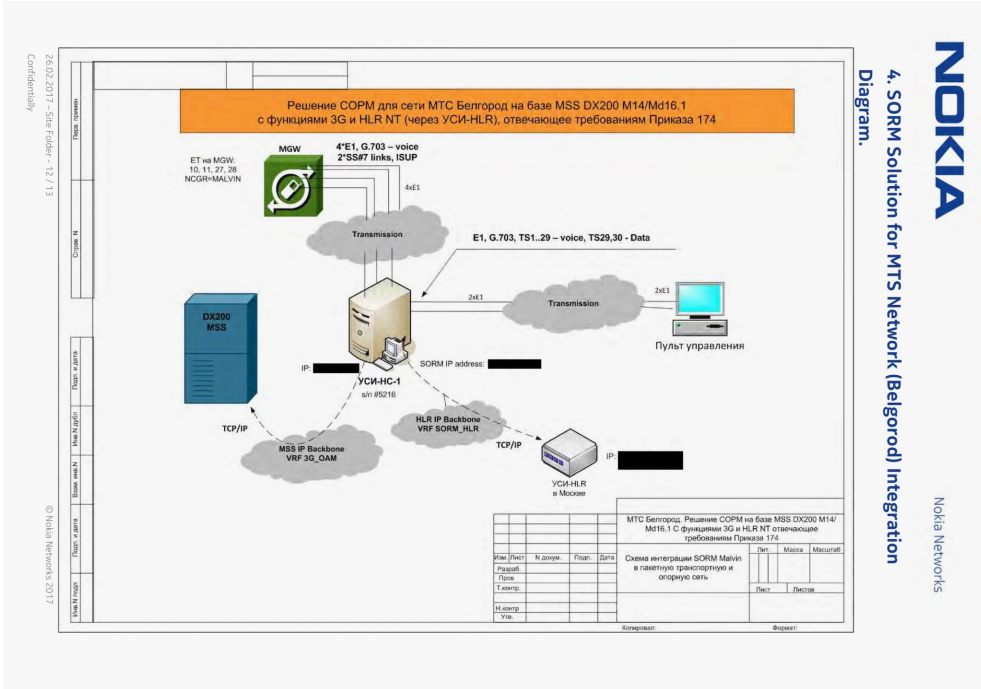 NOKIA
Nokia Networks
4. SORM Solution for MTS Network (Belgorod) Integration
Diagram.
Решение СОРМ для сети МТС Белгород на базе MSS DX200 M14/Md16.1
с функциями 3G и HLR NT (через УСИ-HLR), отвечающее требованиям Приказа 174
ET на MGW:
10, 11, 27, 28
NCGR=MALVIN
MGW
4*E1, G.703 – voice
2*SS#7 links, ISUP
4xE1
Transmission
E1, G.703, TS1..29 – voice, TS29,30 - Data
2xE1
Transmission
2xE1
Пульт управления
DX200
MSS
IP:
SORM IP address:
УСИ-НС-1
s/n #5216
TCP/IP
MSS IP Backbone
VRF 3G_OAM
HLR IP Backbone
VRF SORM_HLR
TCP/IP
IP:
УСИ-HLR
в Москве
МТС Белгород. Решение СОРМ на базе MSS DX200 M14/
Md16.1 С функциями 3G и HLR NT отвечающее
требованиям Приказа 174
Изм. Лист N докум. Подп. Дата
Разраб.
Пров
Т.контр.
Н.контр
Утв.
Схема интеграции SORM Malvin
в пакетную транспортную и
опорную сеть
Лит. Масса Масштаб
Лист Листов
Копировал: Формат:
Перв. примен
Справ. N
Подп. и дата
Инв.N дубл
Взам. инв.N
Подп. и дата
Инв.N подл
26.02.2017 – Site Folder - 12 / 13
Confidentially
© Nokia Networks 2017